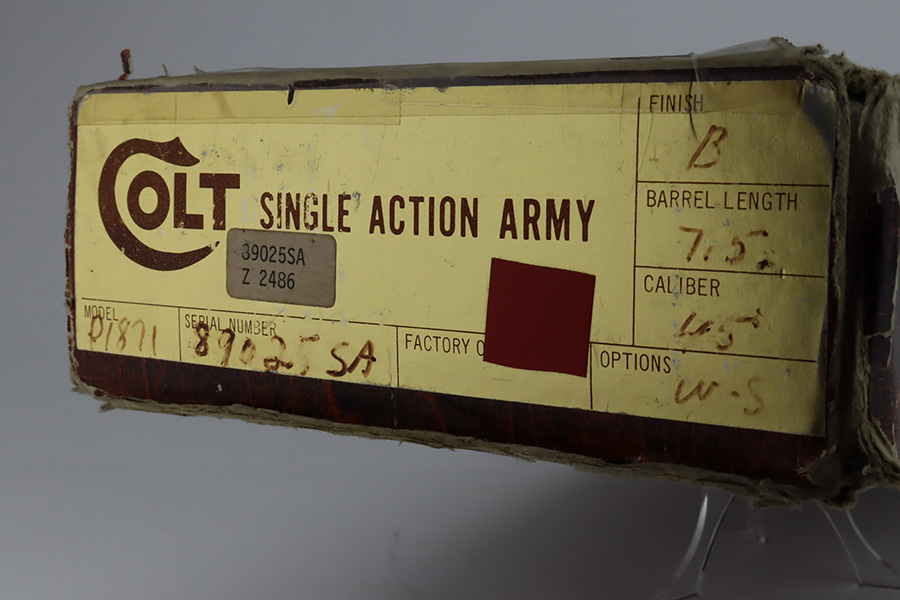 COLT
SINGLE ACTION ARMY
39025SA
Z 2486
MODEL
P1871
SERIAL NUMBER
89025SA
FACTORY
FINISH
B
BARREL LENGTH
7.5
CALIBER
45
OPTIONS
W-S